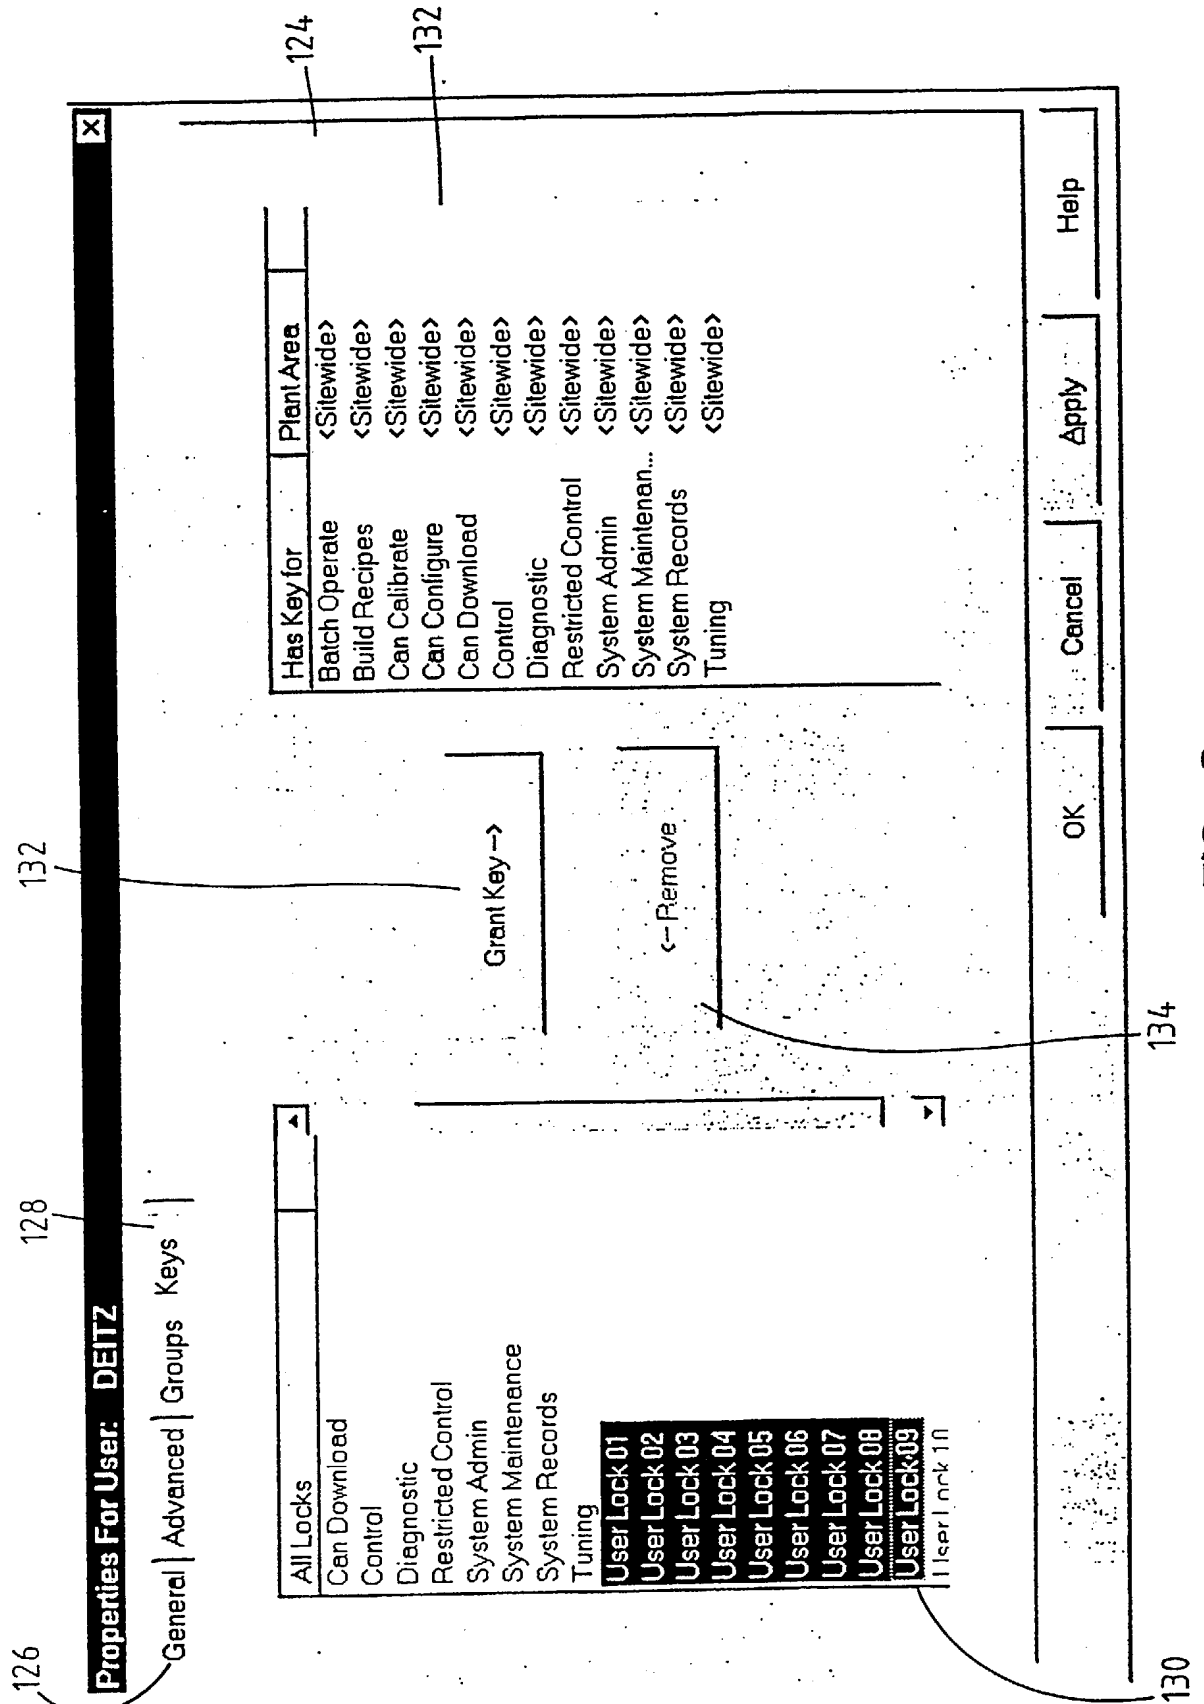 126
128
132
124
132
Properties For User: DEITZ
X
General Advanced Groups Keys
All Locks
Can Download
Control
Diagnostic
Restricted Control
System Admin
System Maintenance
System Records
Tuning
User Lock 01
User Lock 02
User Lock 03
User Lock 04
User Lock 05
User Lock 06
User Lock 07
User Lock 08
User Lock 09
User Lock 10
Grant Key -->
<-- Remove
Has Key for Plant Area
Batch Operate <Sitewide>
Build Recipes <Sitewide>
Can Calibrate <Sitewide>
Can Configure <Sitewide>
Can Download <Sitewide>
Control <Sitewide>
Diagnostic <Sitewide>
Restricted Control <Sitewide>
System Admin <Sitewide>
System Maintenan... <Sitewide>
System Records <Sitewide>
Tuning <Sitewide>
OK Cancel Apply Help
130
134